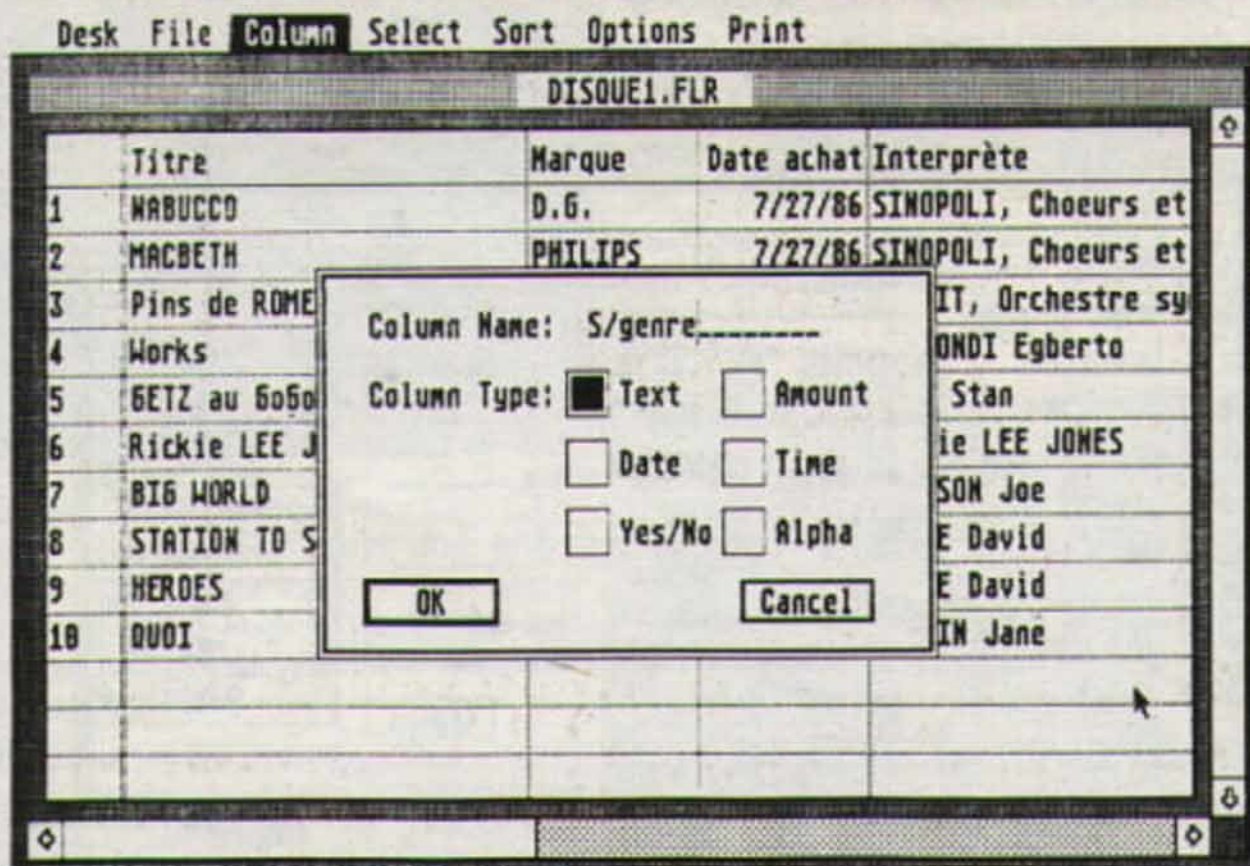 Desk File Column Select Sort Options Print
DISQUE1.FLR
Titre Marque Date achat Interprète
1 NABUCCO D.G. 7/27/86 SINOPOLI, Choeurs et
2 MACBETH PHILIPS 7/27/86 SINOPOLI, Choeurs et
3 Pins de ROME IT, Orchestre sy
4 Works ONDI Egberto
5 GETZ au GoGo Stan
6 Rickie LEE J ie LEE JONES
7 BIG WORLD SON Joe
8 STATION TO S E David
9 HEROES E David
10 QUOI IN Jane
Column Name: S/genre________
Column Type: Text Amount
Date Time
Yes/No Alpha
OK Cancel